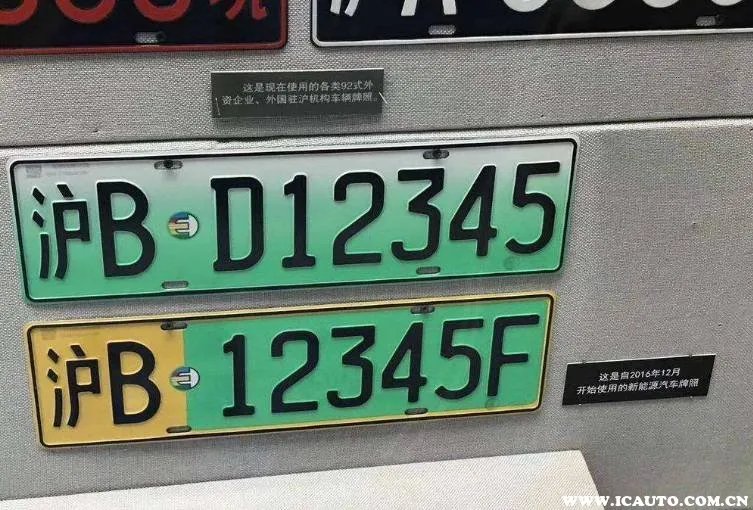 这是现在使用的各类92式外
资企业、外国驻沪机构车辆牌照。
沪B D12345
沪B 12345F
这是自2016年12月
开始使用的新能源汽车牌照
WWW.ICAUTO.COM.CN